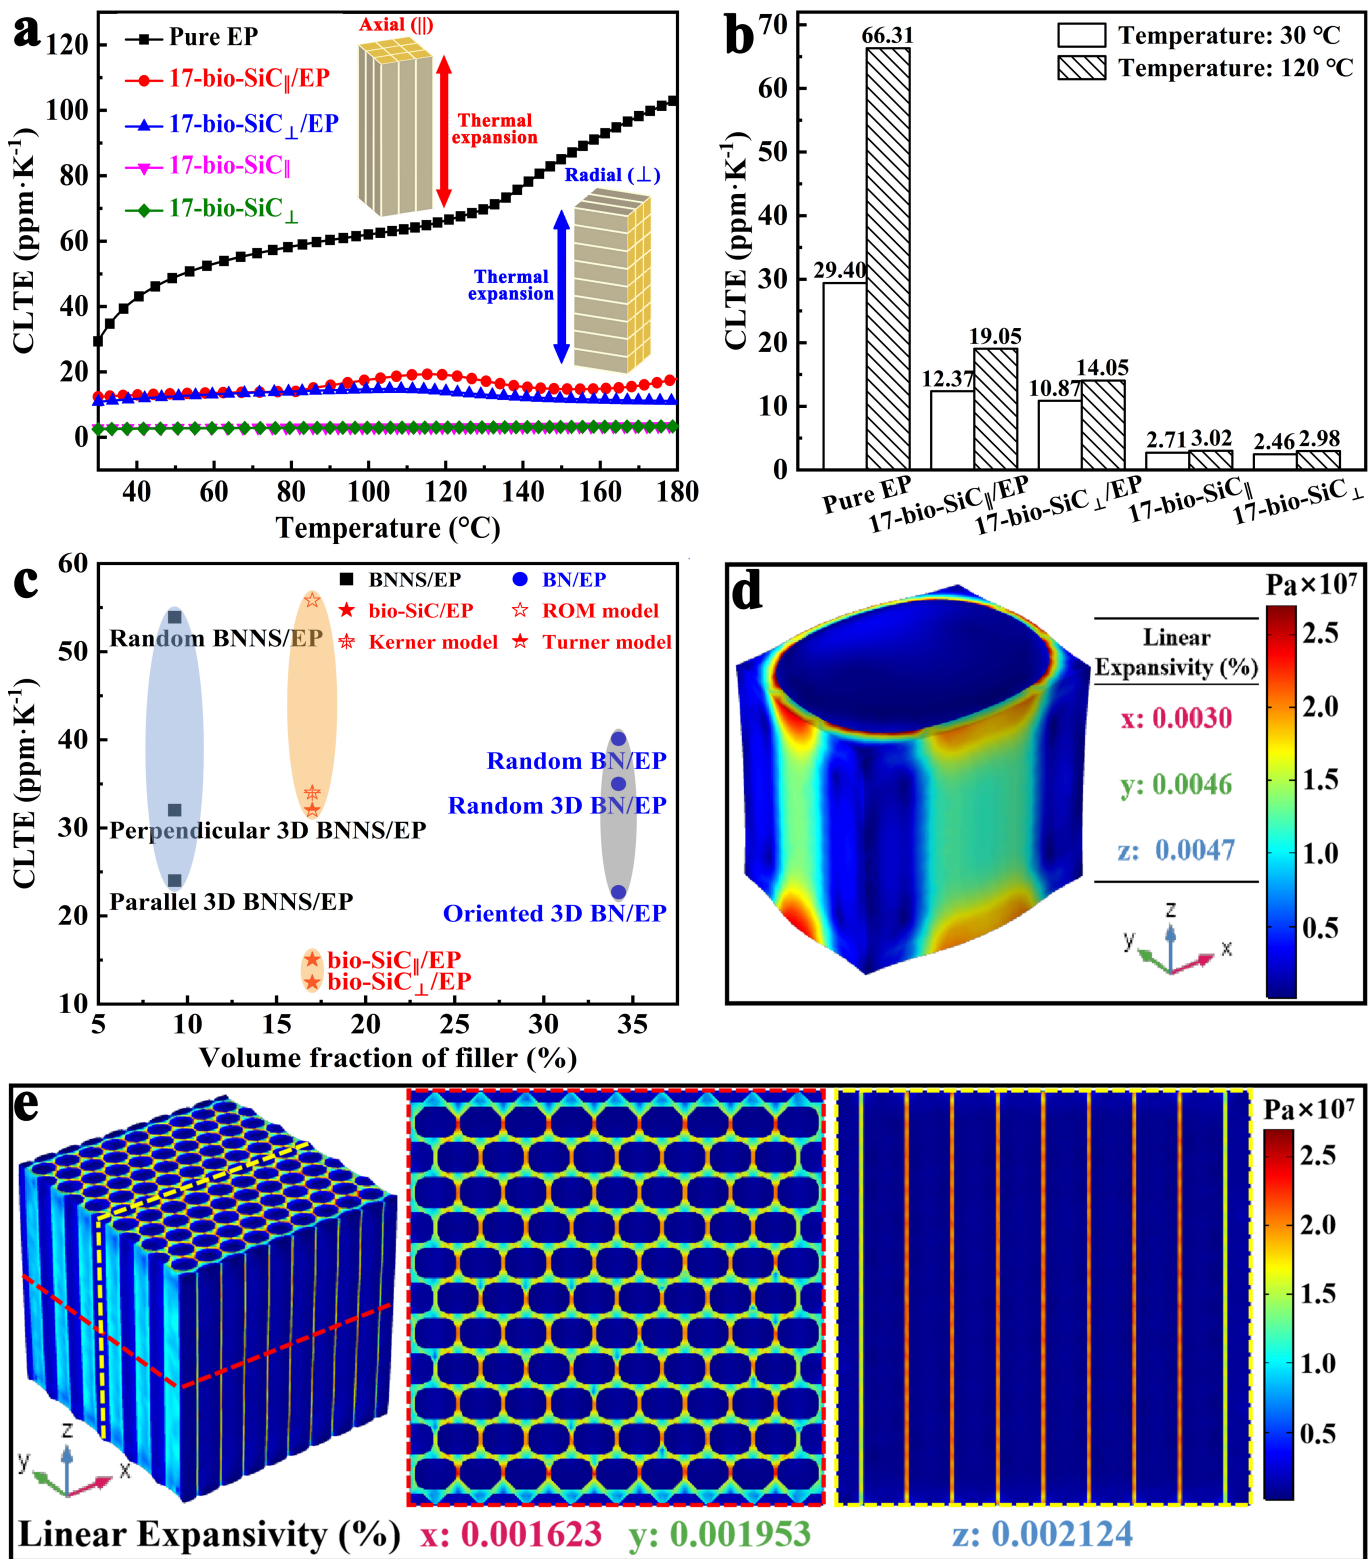 a
120
100
80
60
40
20
0
CLTE (ppm·K⁻¹)
Pure EP
17-bio-SiC∥/EP
17-bio-SiC⊥/EP
17-bio-SiC∥
17-bio-SiC⊥
Axial (∥)
Thermal
expansion
Radial (⊥)
Thermal
expansion
40 60 80 100 120 140 160 180
Temperature (°C)
b
70
60
50
40
30
20
10
0
CLTE (ppm·K⁻¹)
Temperature: 30 °C
Temperature: 120 °C
66.31
29.40
19.05
12.37
14.05
10.87
2.71 3.02
2.46 2.98
Pure EP
17-bio-SiC∥/EP
17-bio-SiC⊥/EP
17-bio-SiC∥
17-bio-SiC⊥
c
60
50
40
30
20
10
CLTE (ppm·K⁻¹)
BNNS/EP BN/EP
bio-SiC/EP ROM model
Kerner model Turner model
Random BNNS/EP
Perpendicular 3D BNNS/EP
Parallel 3D BNNS/EP
Random BN/EP
Random 3D BN/EP
Oriented 3D BN/EP
bio-SiC∥/EP
bio-SiC⊥/EP
5 10 15 20 25 30 35
Volume fraction of filler (%)
d
Linear
Expansivity (%)
x: 0.0030
y: 0.0046
z: 0.0047
z
y x
Pa×10⁷
2.5
2.0
1.5
1.0
0.5
e
z
y x
Pa×10⁷
2.5
2.0
1.5
1.0
0.5
Linear Expansivity (%) x: 0.001623 y: 0.001953 z: 0.002124